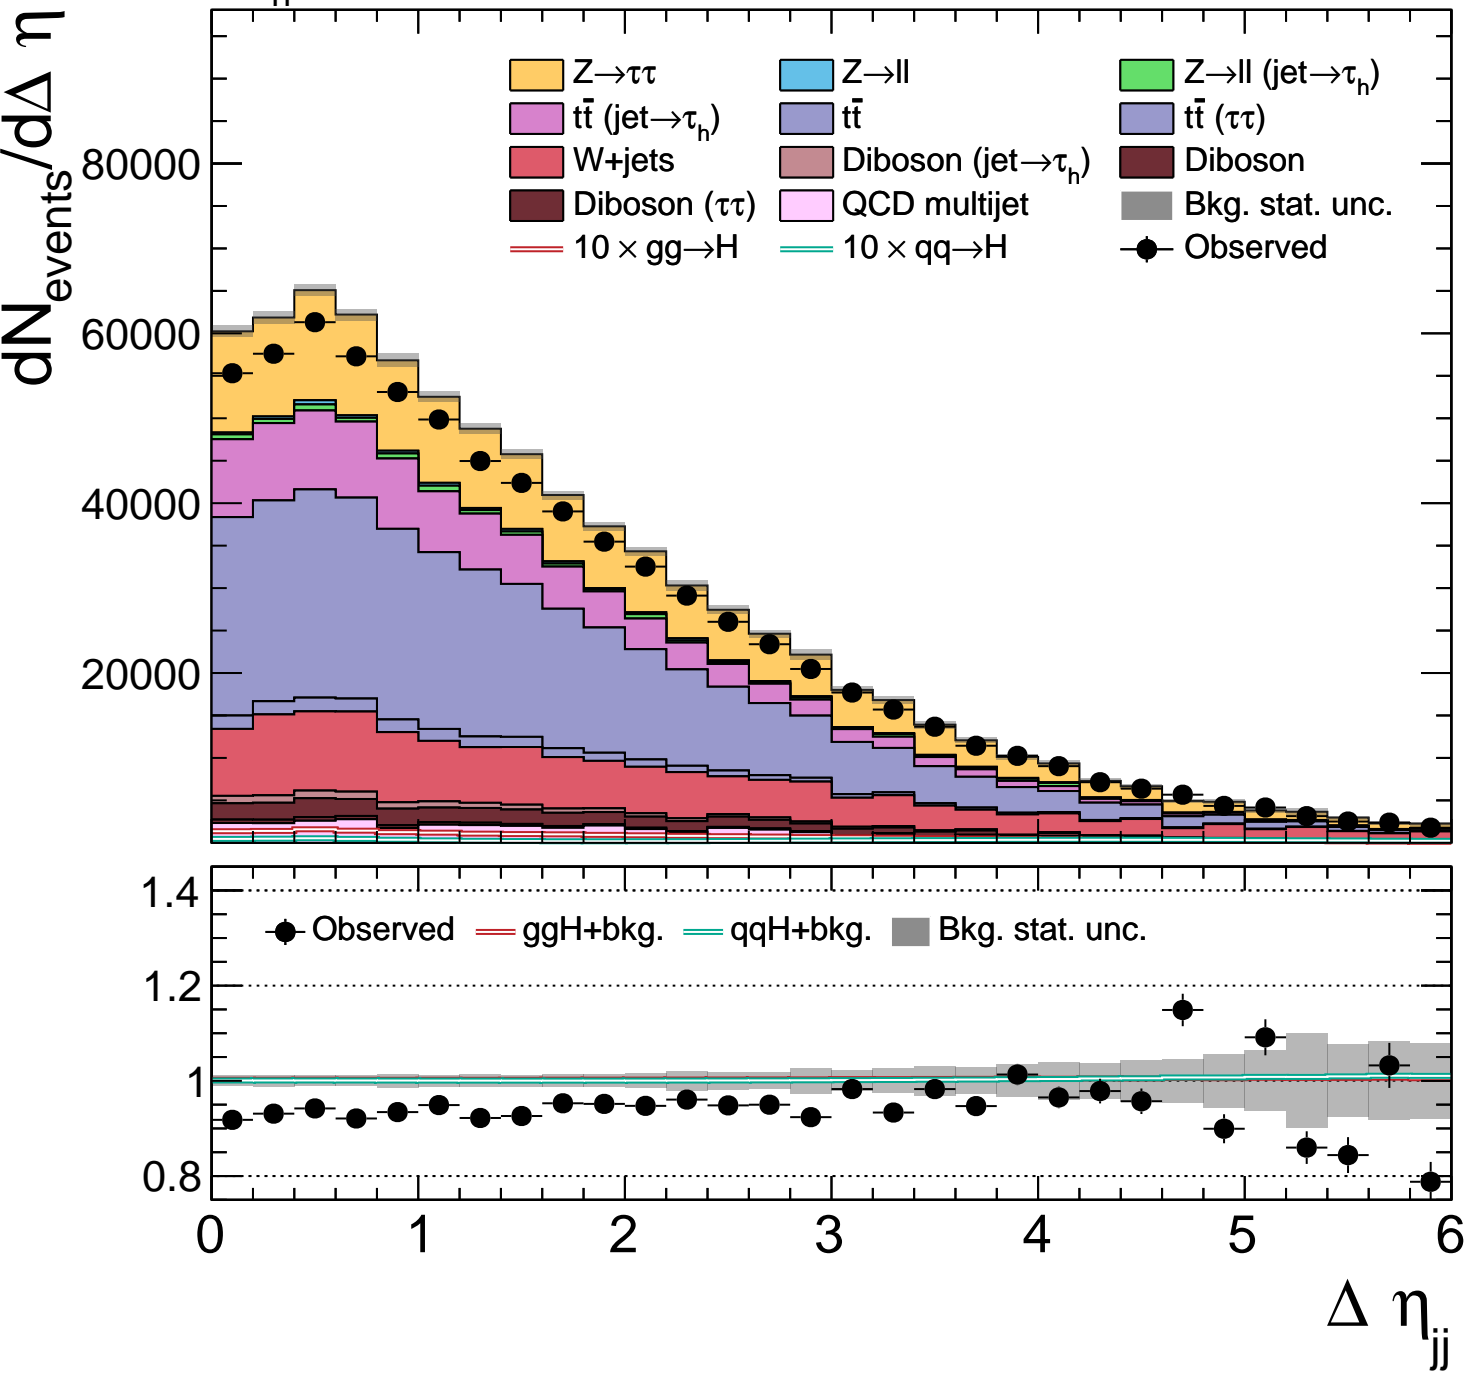 dN_events/dΔ η
Z→ττ Z→ll Z→ll (jet→τ_h)
tt̄ (jet→τ_h) tt̄ tt̄ (ττ)
W+jets Diboson (jet→τ_h) Diboson
Diboson (ττ) QCD multijet Bkg. stat. unc.
10 × gg→H 10 × qq→H Observed
80000
60000
40000
20000
1.4
Observed ggH+bkg. qqH+bkg. Bkg. stat. unc.
1.2
1
0.8
0 1 2 3 4 5 6
Δ η_jj